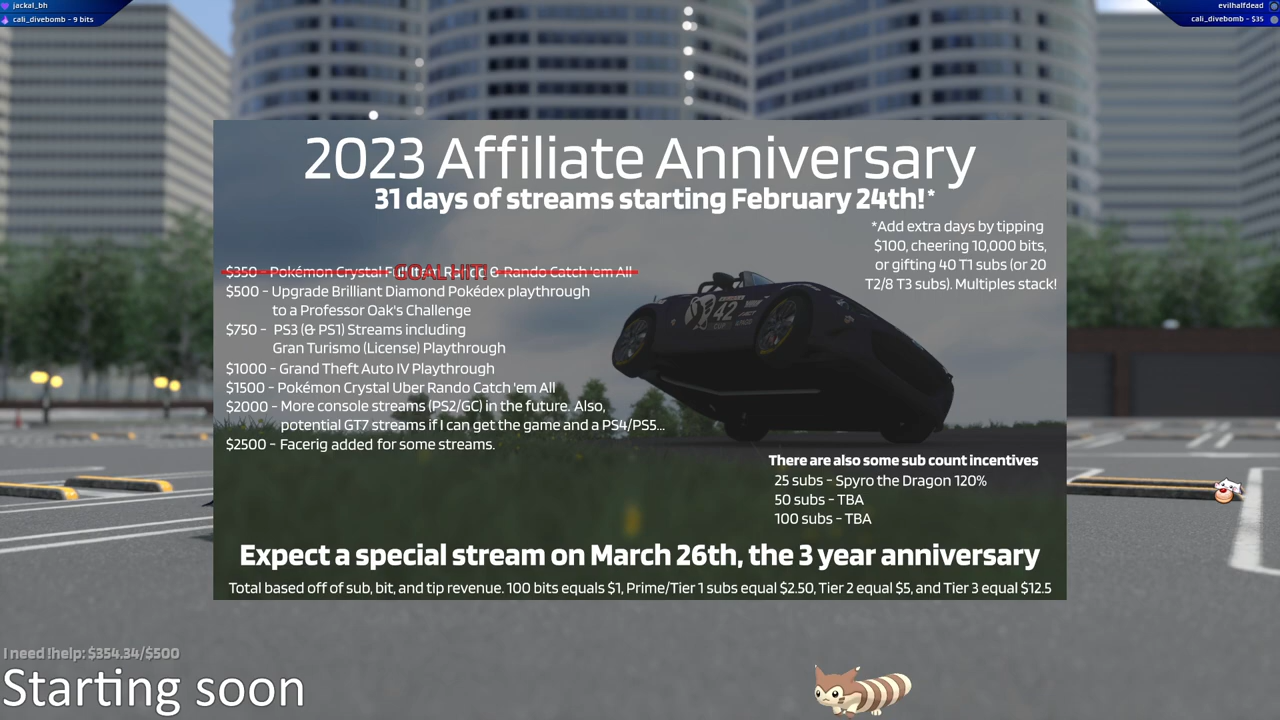 jackal_bh
cali_divebomb - 9 bits
evilhalfdead
cali_divebomb - $35
2023 Affiliate Anniversary
31 days of streams starting February 24th!*
*Add extra days by tipping
$100, cheering 10,000 bits,
or gifting 40 T1 subs (or 20
T2/8 T3 subs). Multiples stack!
$350 - Pokémon Crystal Full Item Rando & Rando Catch 'em All
GOAL HIT!
$500 - Upgrade Brilliant Diamond Pokédex playthrough
to a Professor Oak's Challenge
$750 - PS3 (& PS1) Streams including
Gran Turismo (License) Playthrough
$1000 - Grand Theft Auto IV Playthrough
$1500 - Pokémon Crystal Uber Rando Catch 'em All
$2000 - More console streams (PS2/GC) in the future. Also,
potential GT7 streams if I can get the game and a PS4/PS5...
$2500 - Facerig added for some streams.
42
There are also some sub count incentives
25 subs - Spyro the Dragon 120%
50 subs - TBA
100 subs - TBA
Expect a special stream on March 26th, the 3 year anniversary
Total based off of sub, bit, and tip revenue. 100 bits equals $1, Prime/Tier 1 subs equal $2.50, Tier 2 equal $5, and Tier 3 equal $12.5
I need !help: $354.34/$500
Starting soon